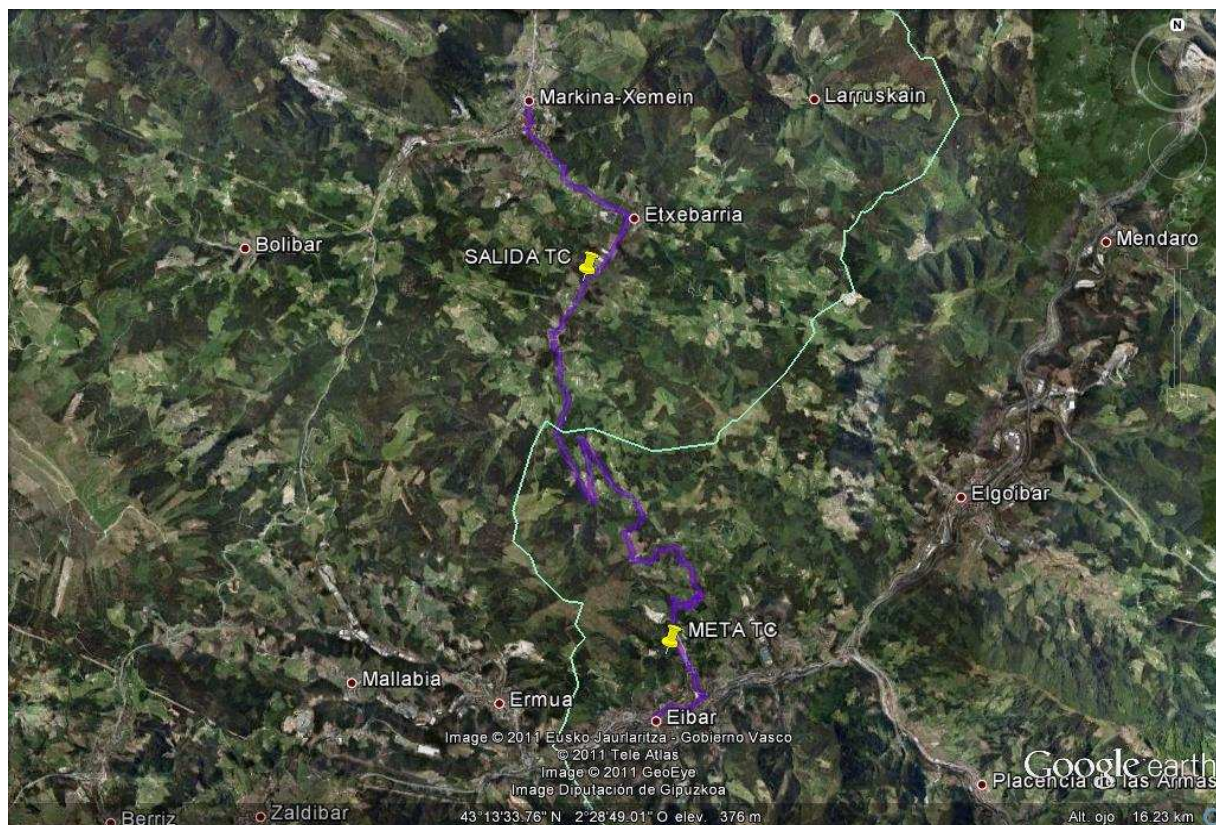 N
Markina-Xemein
Larruskain
Etxebarria
Bolibar
Mendaro
SALIDA TC
Elgoibar
META TC
Mallabia
Ermua
Eibar
Image © 2011 Eusko Jaurlaritza - Gobierno Vasco
© 2011 Tele Atlas
Image © 2011 GeoEye
Image Diputación de Gipuzkoa
Google earth
Placencia de las Armas
Berriz
Zaldibar
43°13'33.76" N 2°28'49.01" O elev. 376 m
Alt. ojo 16.23 km